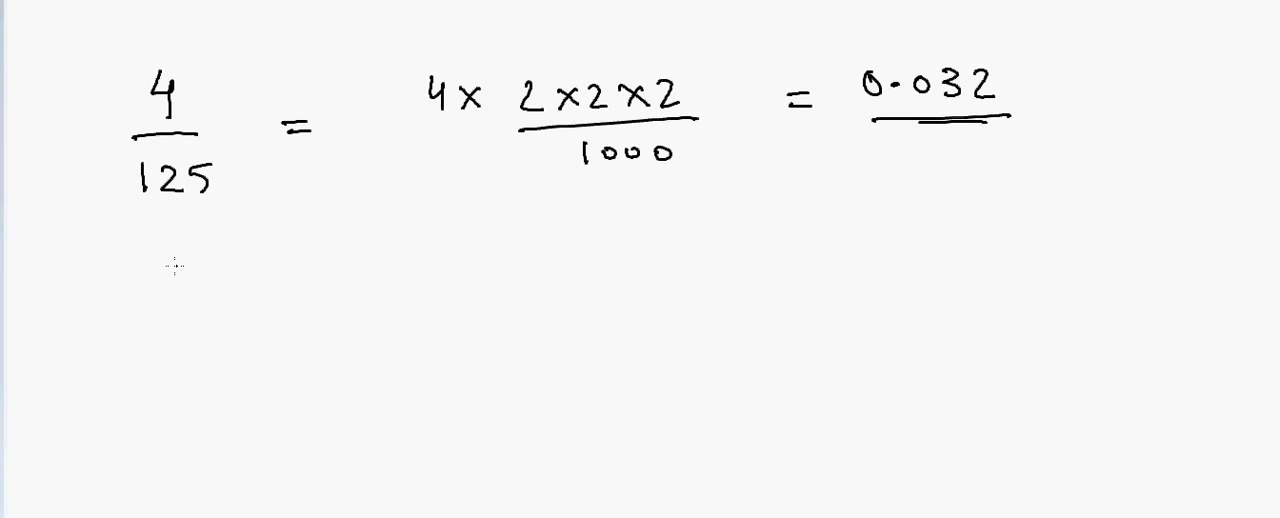 4/125 = 4 × 2×2×2/1000 = 0.032